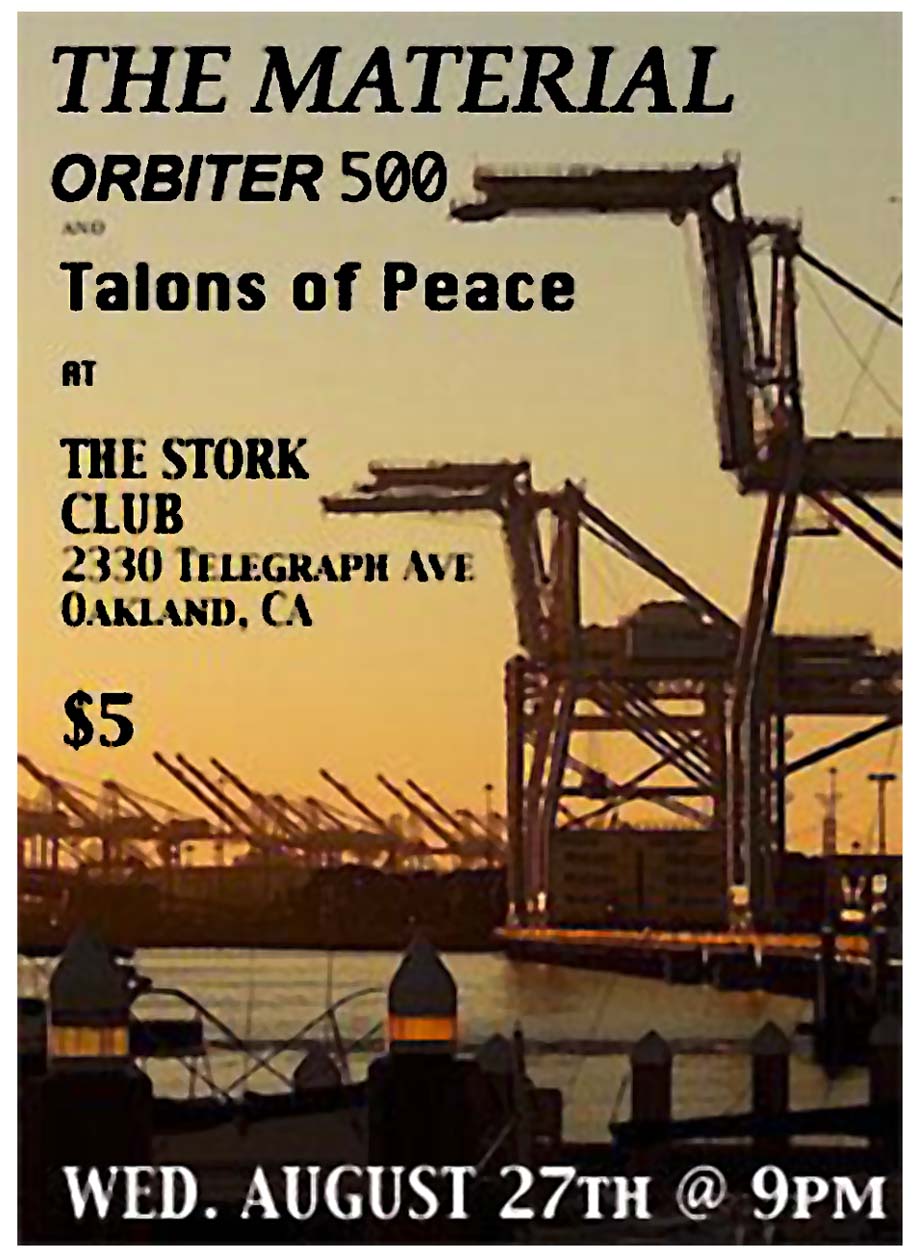 THE MATERIAL
ORBITER 500
AND
Talons of Peace
AT
THE STORK
CLUB
2330 TELEGRAPH AVE
OAKLAND, CA
$5
WED. AUGUST 27TH @ 9PM